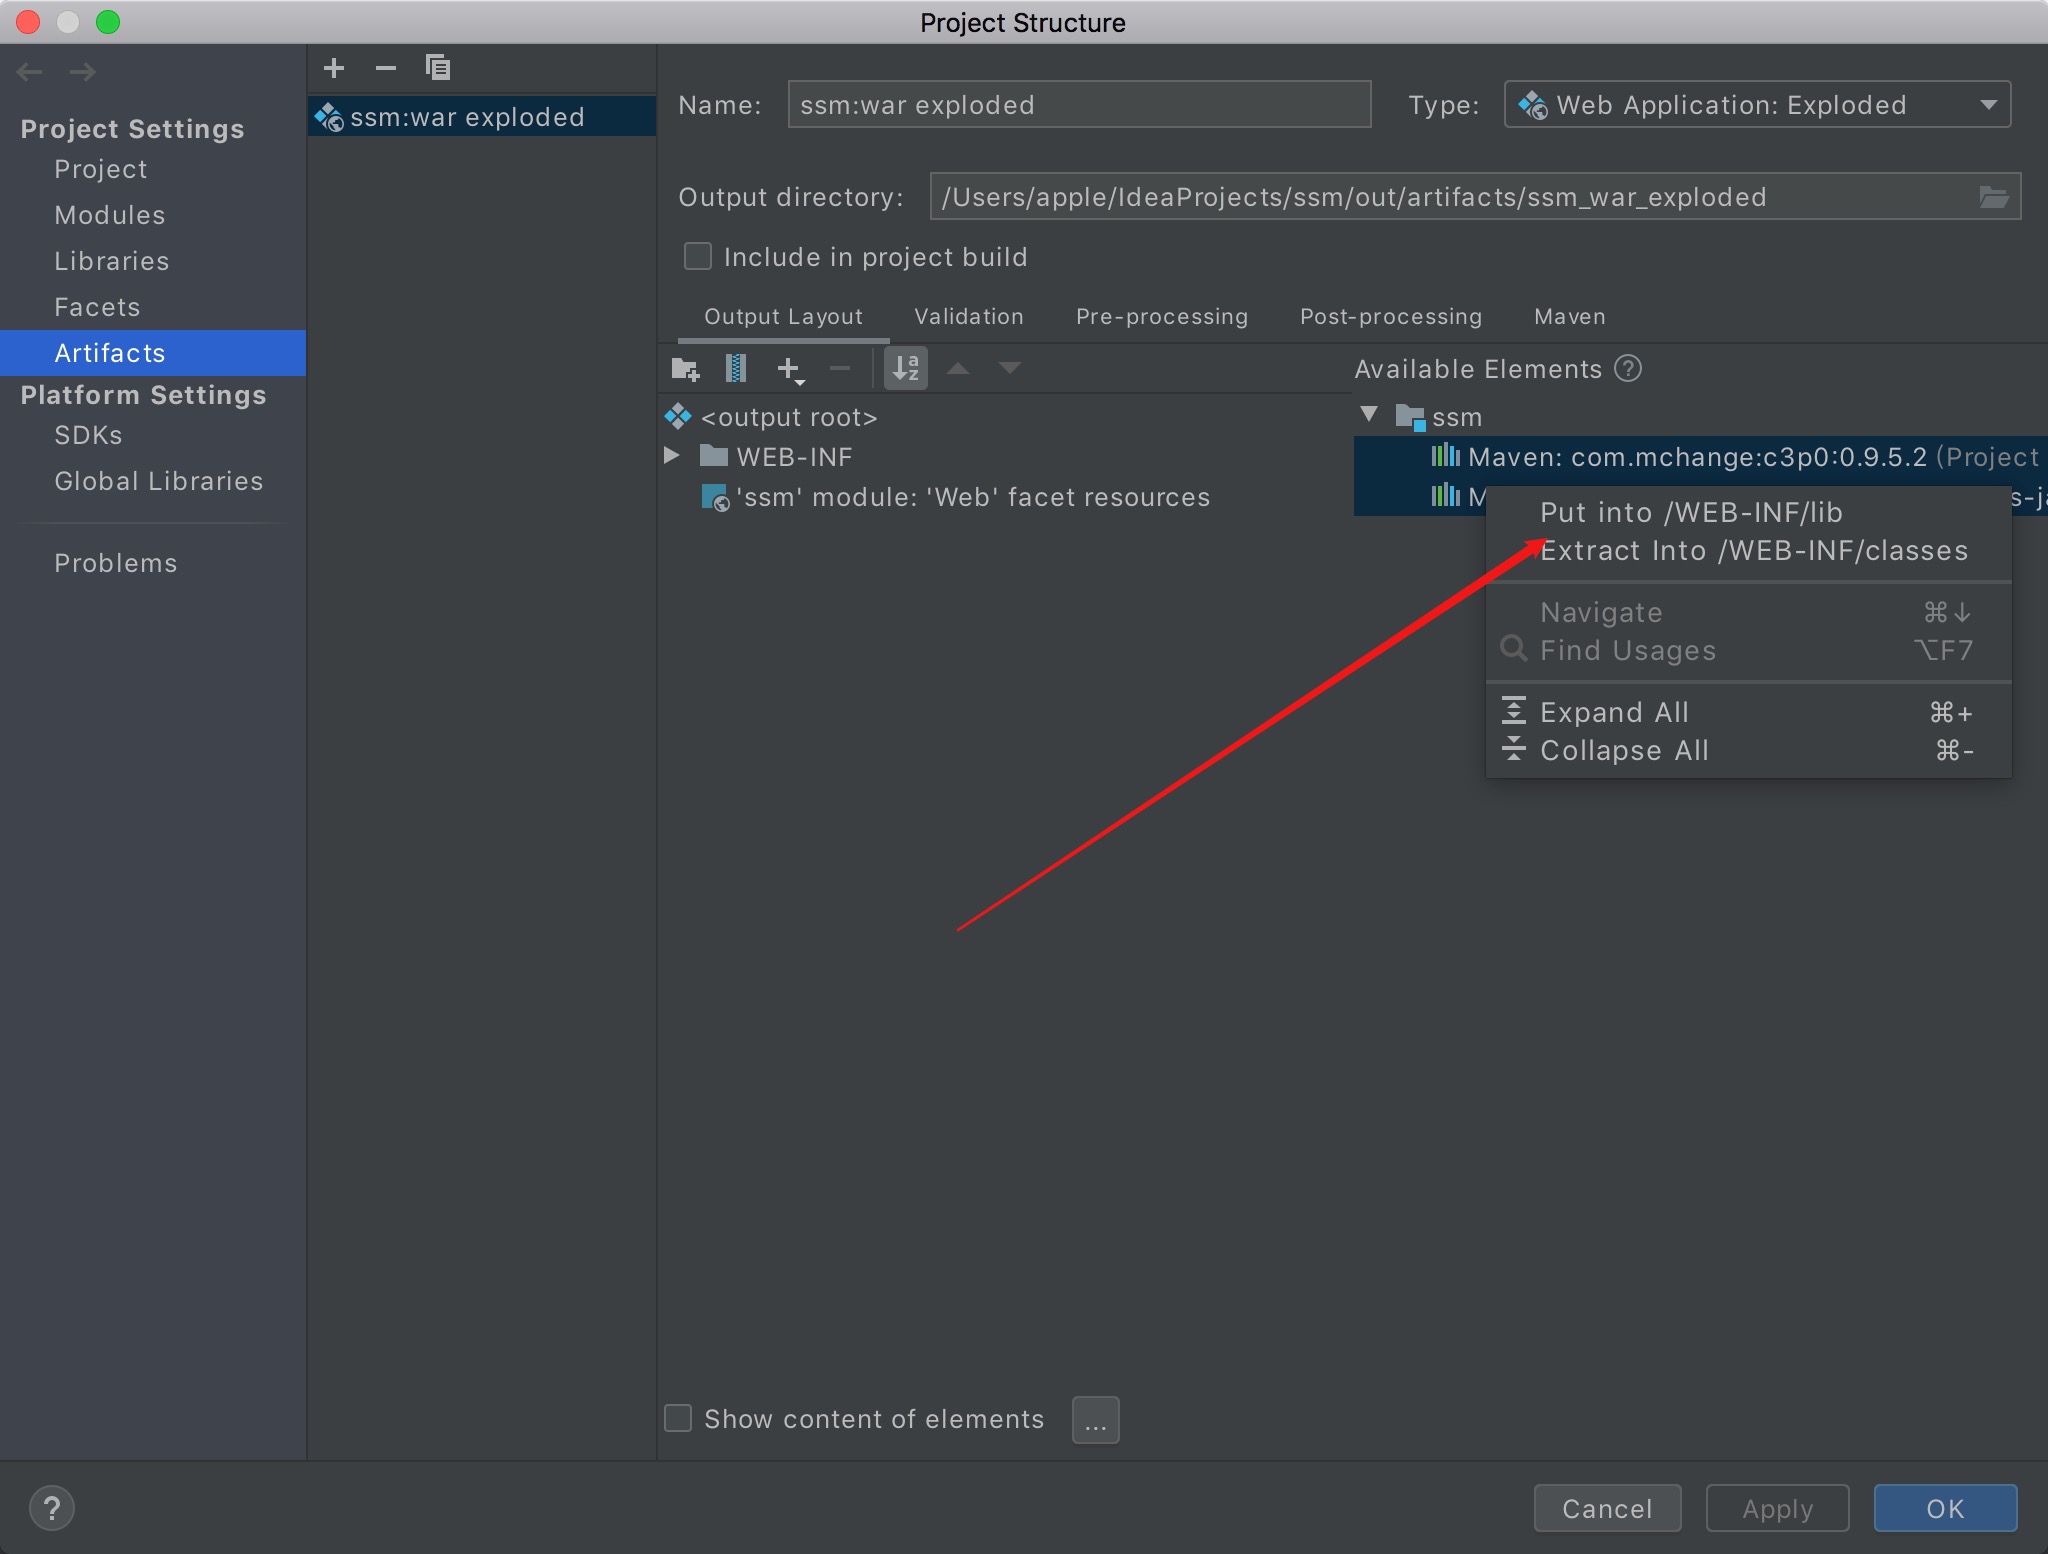 Project Structure
Project Settings
Project
Modules
Libraries
Facets
Artifacts
Platform Settings
SDKs
Global Libraries
Problems
ssm:war exploded
Name: ssm:war exploded Type: Web Application: Exploded
Output directory: /Users/apple/IdeaProjects/ssm/out/artifacts/ssm_war_exploded
Include in project build
Output Layout Validation Pre-processing Post-processing Maven
<output root>
WEB-INF
'ssm' module: 'Web' facet resources
Available Elements ?
ssm
Maven: com.mchange:c3p0:0.9.5.2 (Project
Put into /WEB-INF/lib
Extract Into /WEB-INF/classes
Navigate ⌘↓
Find Usages ⌥F7
Expand All ⌘+
Collapse All ⌘-
Show content of elements ...
? Cancel Apply OK